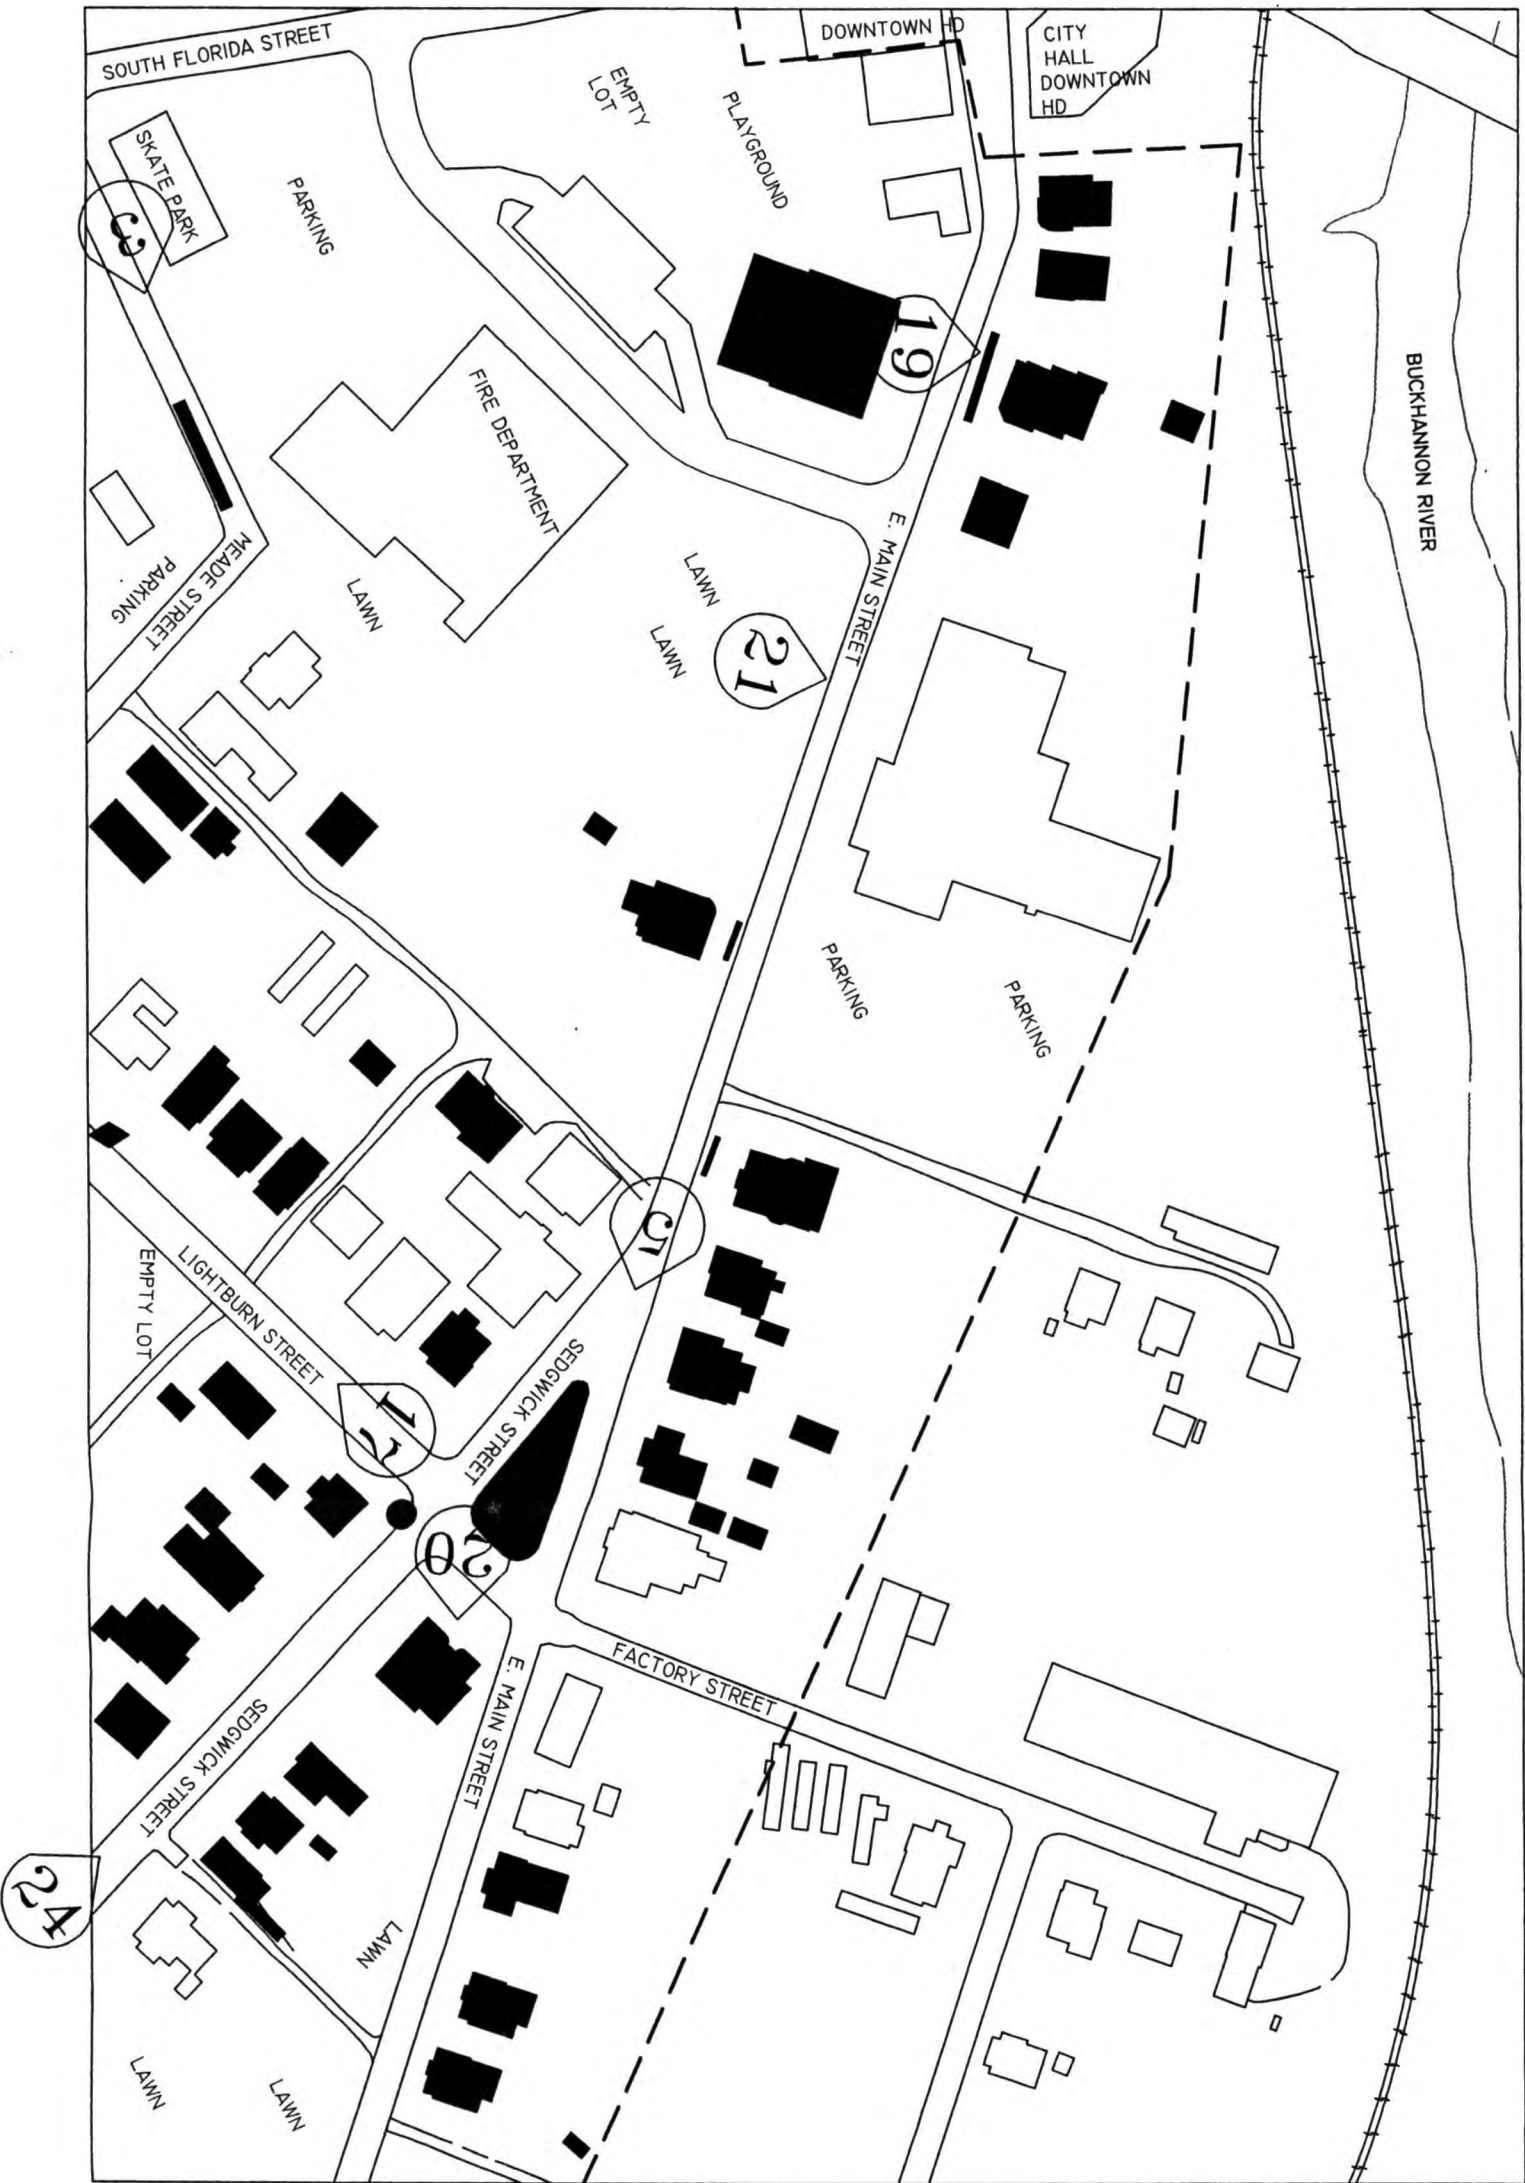 SOUTH FLORIDA STREET
DOWNTOWN HD
CITY
HALL
DOWNTOWN
HD
EMPTY
LOT
PLAYGROUND
SKATE PARK
PARKING
3
19
BUCKHANNON RIVER
FIRE DEPARTMENT
E. MAIN STREET
MEADE STREET
PARKING
LAWN
LAWN
LAWN
21
PARKING
PARKING
5
EMPTY LOT
LIGHTBURN STREET
SEDGWICK
STREET
17
20
FACTORY STREET
E. MAIN STREET
SEDGWICK STREET
24
LAWN
LAWN
LAWN